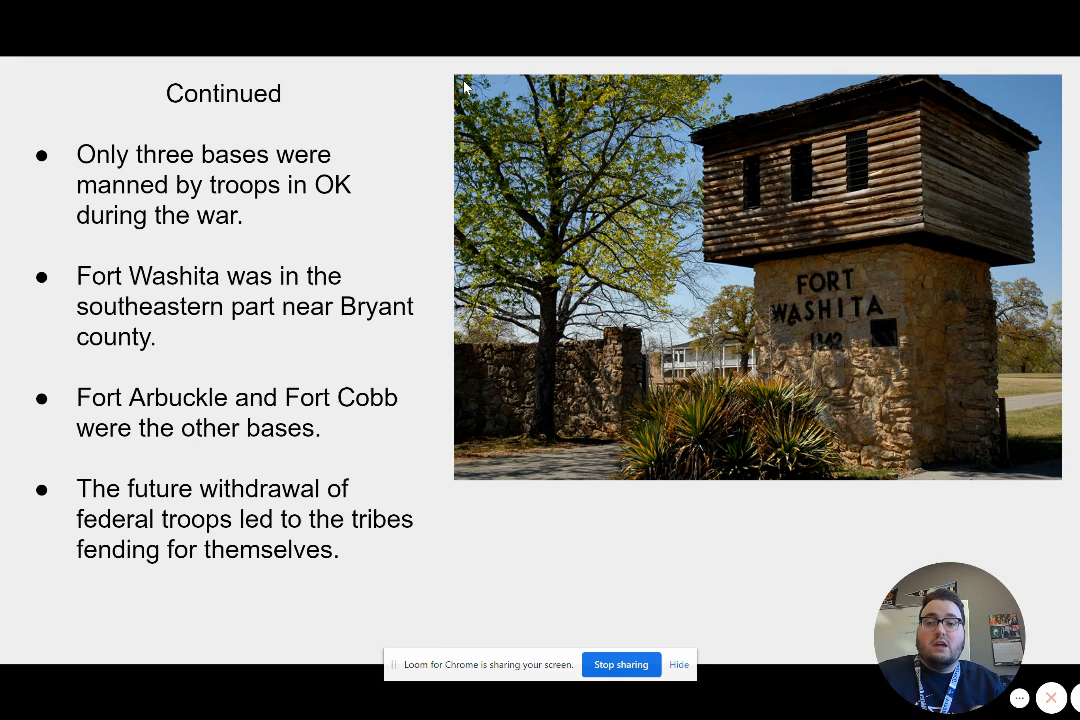 Continued
● Only three bases were
manned by troops in OK
during the war.
● Fort Washita was in the
southeastern part near Bryant
county.
● Fort Arbuckle and Fort Cobb
were the other bases.
● The future withdrawal of
federal troops led to the tribes
fending for themselves.
FORT
WASHITA
1842
Loom for Chrome is sharing your screen. Stop sharing Hide